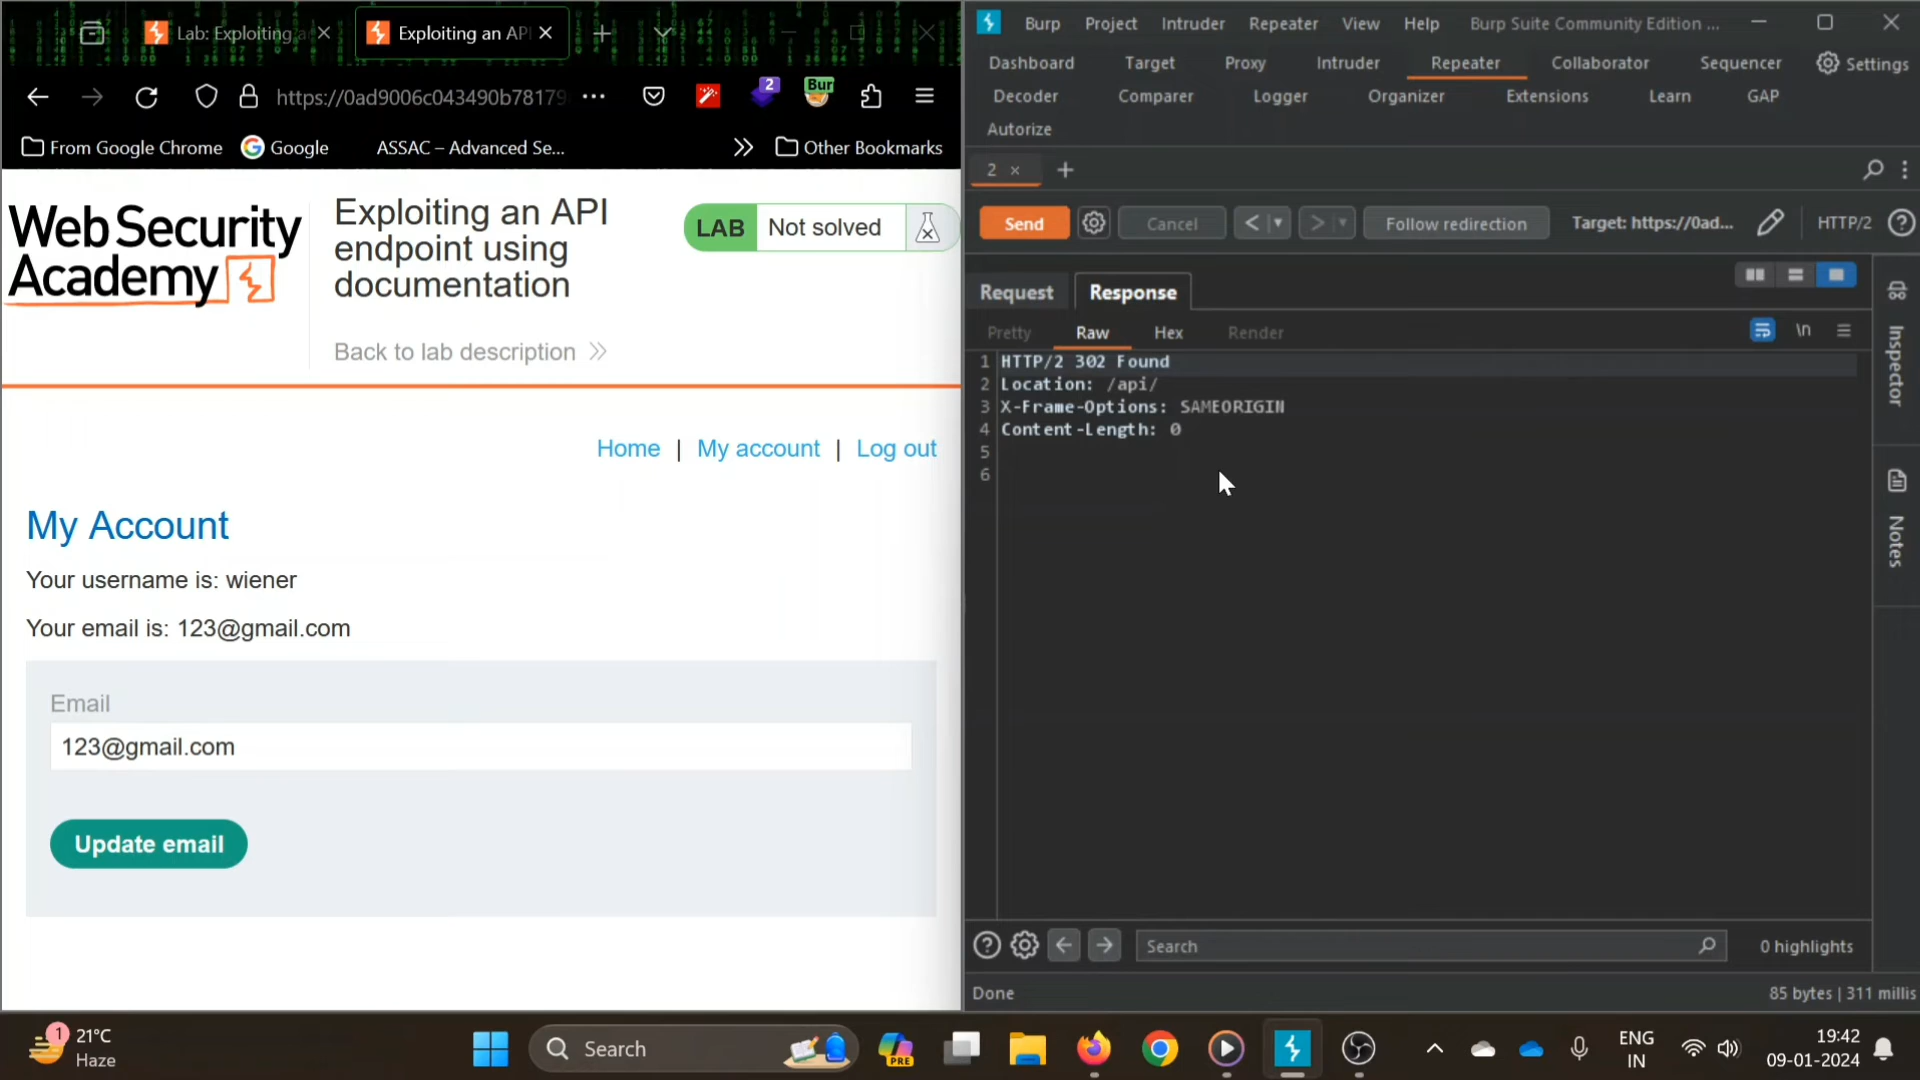 Lab: Exploiting a
Exploiting an API
Burp Project Intruder Repeater View Help Burp Suite Community Edition ...
Dashboard Target Proxy Intruder Repeater Collaborator Sequencer Settings
Decoder Comparer Logger Organizer Extensions Learn GAP
Autorize
https://0ad9006c043490b78179
2
Bur
From Google Chrome Google ASSAC – Advanced Se... Other Bookmarks
2 ×
Send Cancel Follow redirection Target: https://0ad... HTTP/2
Web Security
Academy
Exploiting an API
endpoint using
documentation
LAB Not solved
Back to lab description
Home | My account | Log out
My Account
Your username is: wiener
Your email is: 123@gmail.com
Email
123@gmail.com
Update email
Request Response
Pretty Raw Hex Render \n
1 HTTP/2 302 Found
2 Location: /api/
3 X-Frame-Options: SAMEORIGIN
4 Content-Length: 0
5
6
Inspector
Notes
Search 0 highlights
Done 85 bytes | 311 millis
1 21°C
Haze
Search
PRE
ENG
IN
19:42
09-01-2024